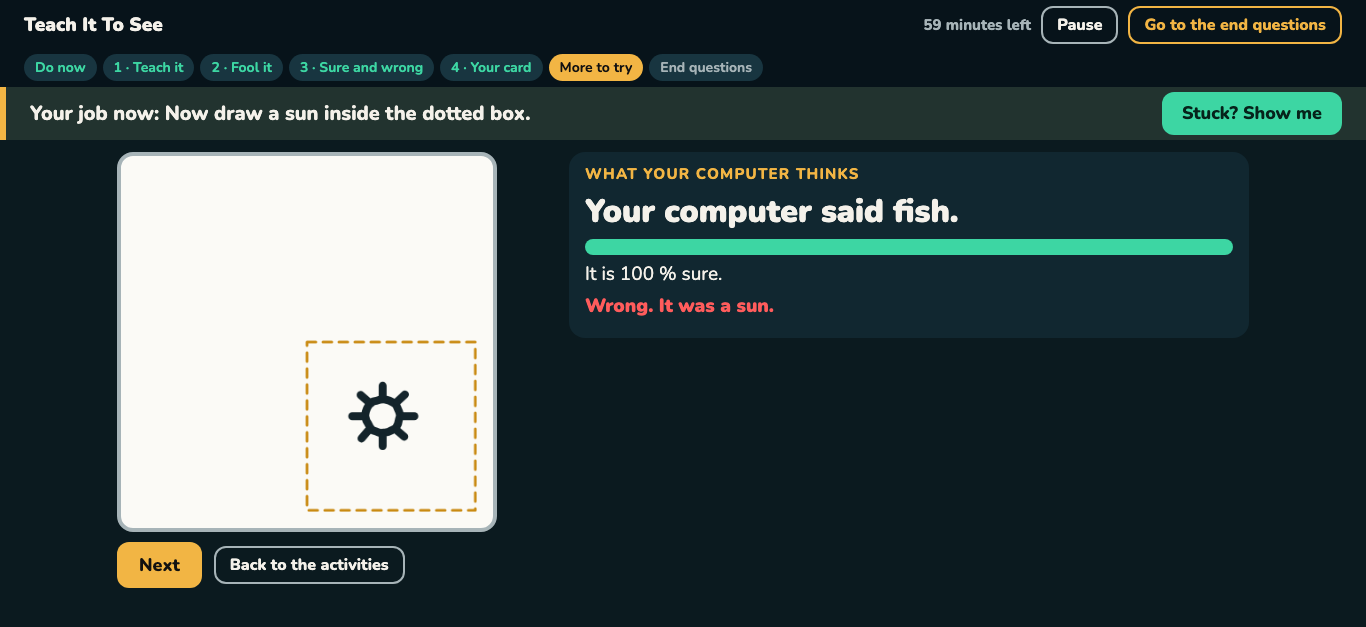 Teach It To See
59 minutes left
Pause
Go to the end questions
Do now
1 · Teach it
2 · Fool it
3 · Sure and wrong
4 · Your card
More to try
End questions
Your job now: Now draw a sun inside the dotted box.
Stuck? Show me
WHAT YOUR COMPUTER THINKS
Your computer said fish.
It is 100 % sure.
Wrong. It was a sun.
Next
Back to the activities